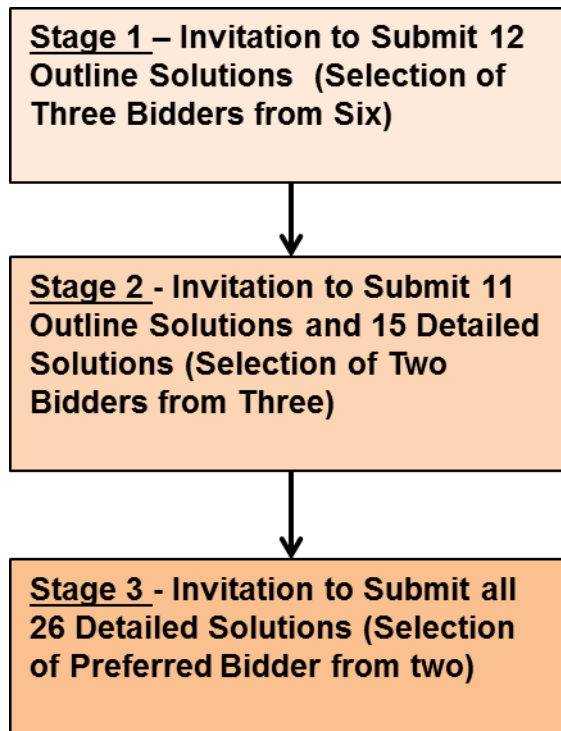 Stage 1 – Invitation to Submit 12
Outline Solutions (Selection of
Three Bidders from Six)
Stage 2 - Invitation to Submit 11
Outline Solutions and 15 Detailed
Solutions (Selection of Two
Bidders from Three)
Stage 3 - Invitation to Submit all
26 Detailed Solutions (Selection
of Preferred Bidder from two)